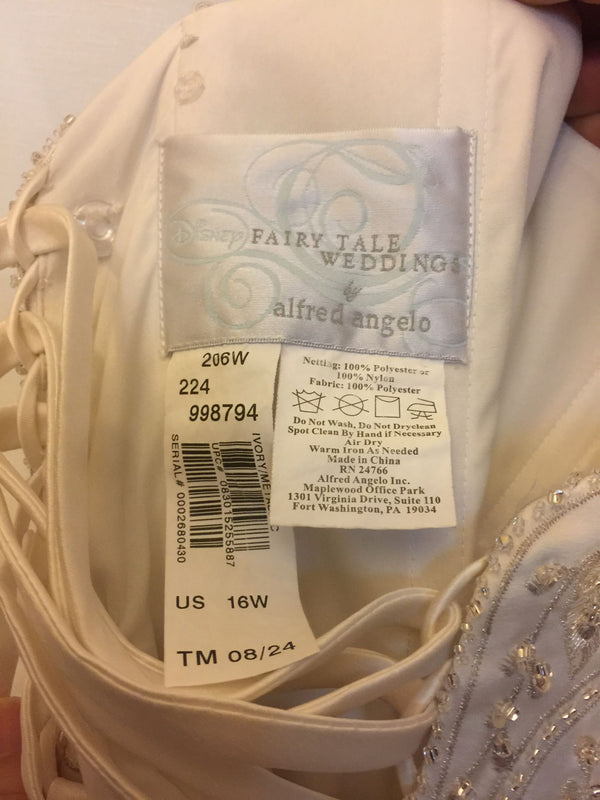 Disney FAIRY TALE
WEDDINGS
by
alfred angelo
206W
224
998794
IVORY/
SERIAL # 0002680430
UPC# 083015255887
US 16W
TM 08/24
Netting: 100% Polyester or
100% Nylon
Fabric: 100% Polyester
Do Not Wash, Do Not Dryclean
Spot Clean By Hand if Necessary
Air Dry
Warm Iron As Needed
Made in China
RN 24766
Alfred Angelo Inc.
Maplewood Office Park
1301 Virginia Drive, Suite 110
Fort Washington, PA 19034